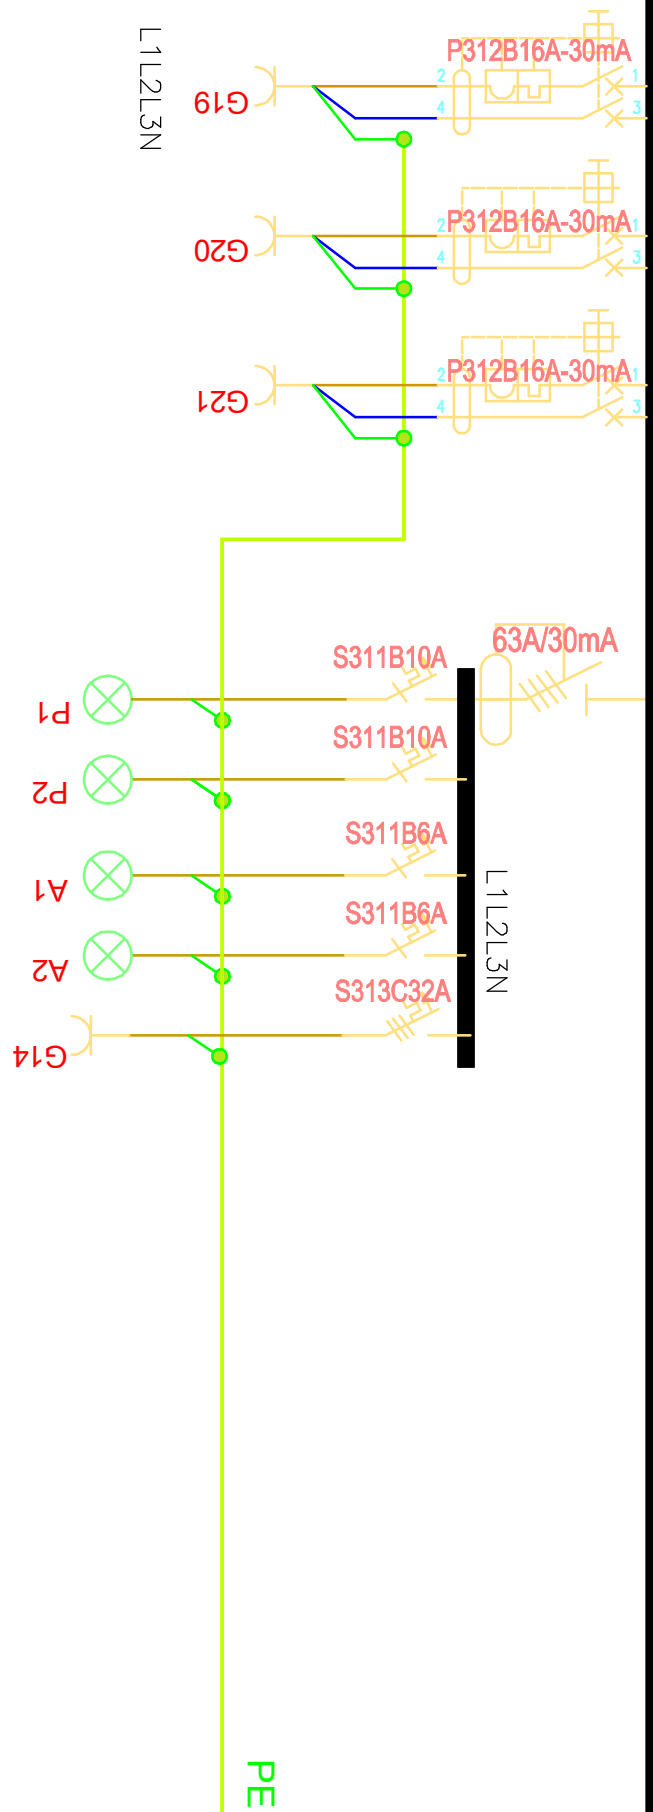 L1L2L3N
P312B16A-30mA
2
1
G19
4
3
P312B16A-30mA
2
1
G20
4
3
P312B16A-30mA
2
1
G21
4
3
63A/30mA
S311B10A
P1
S311B10A
P2
S311B6A
A1
L1L2L3N
S311B6A
A2
S313C32A
G14
PE